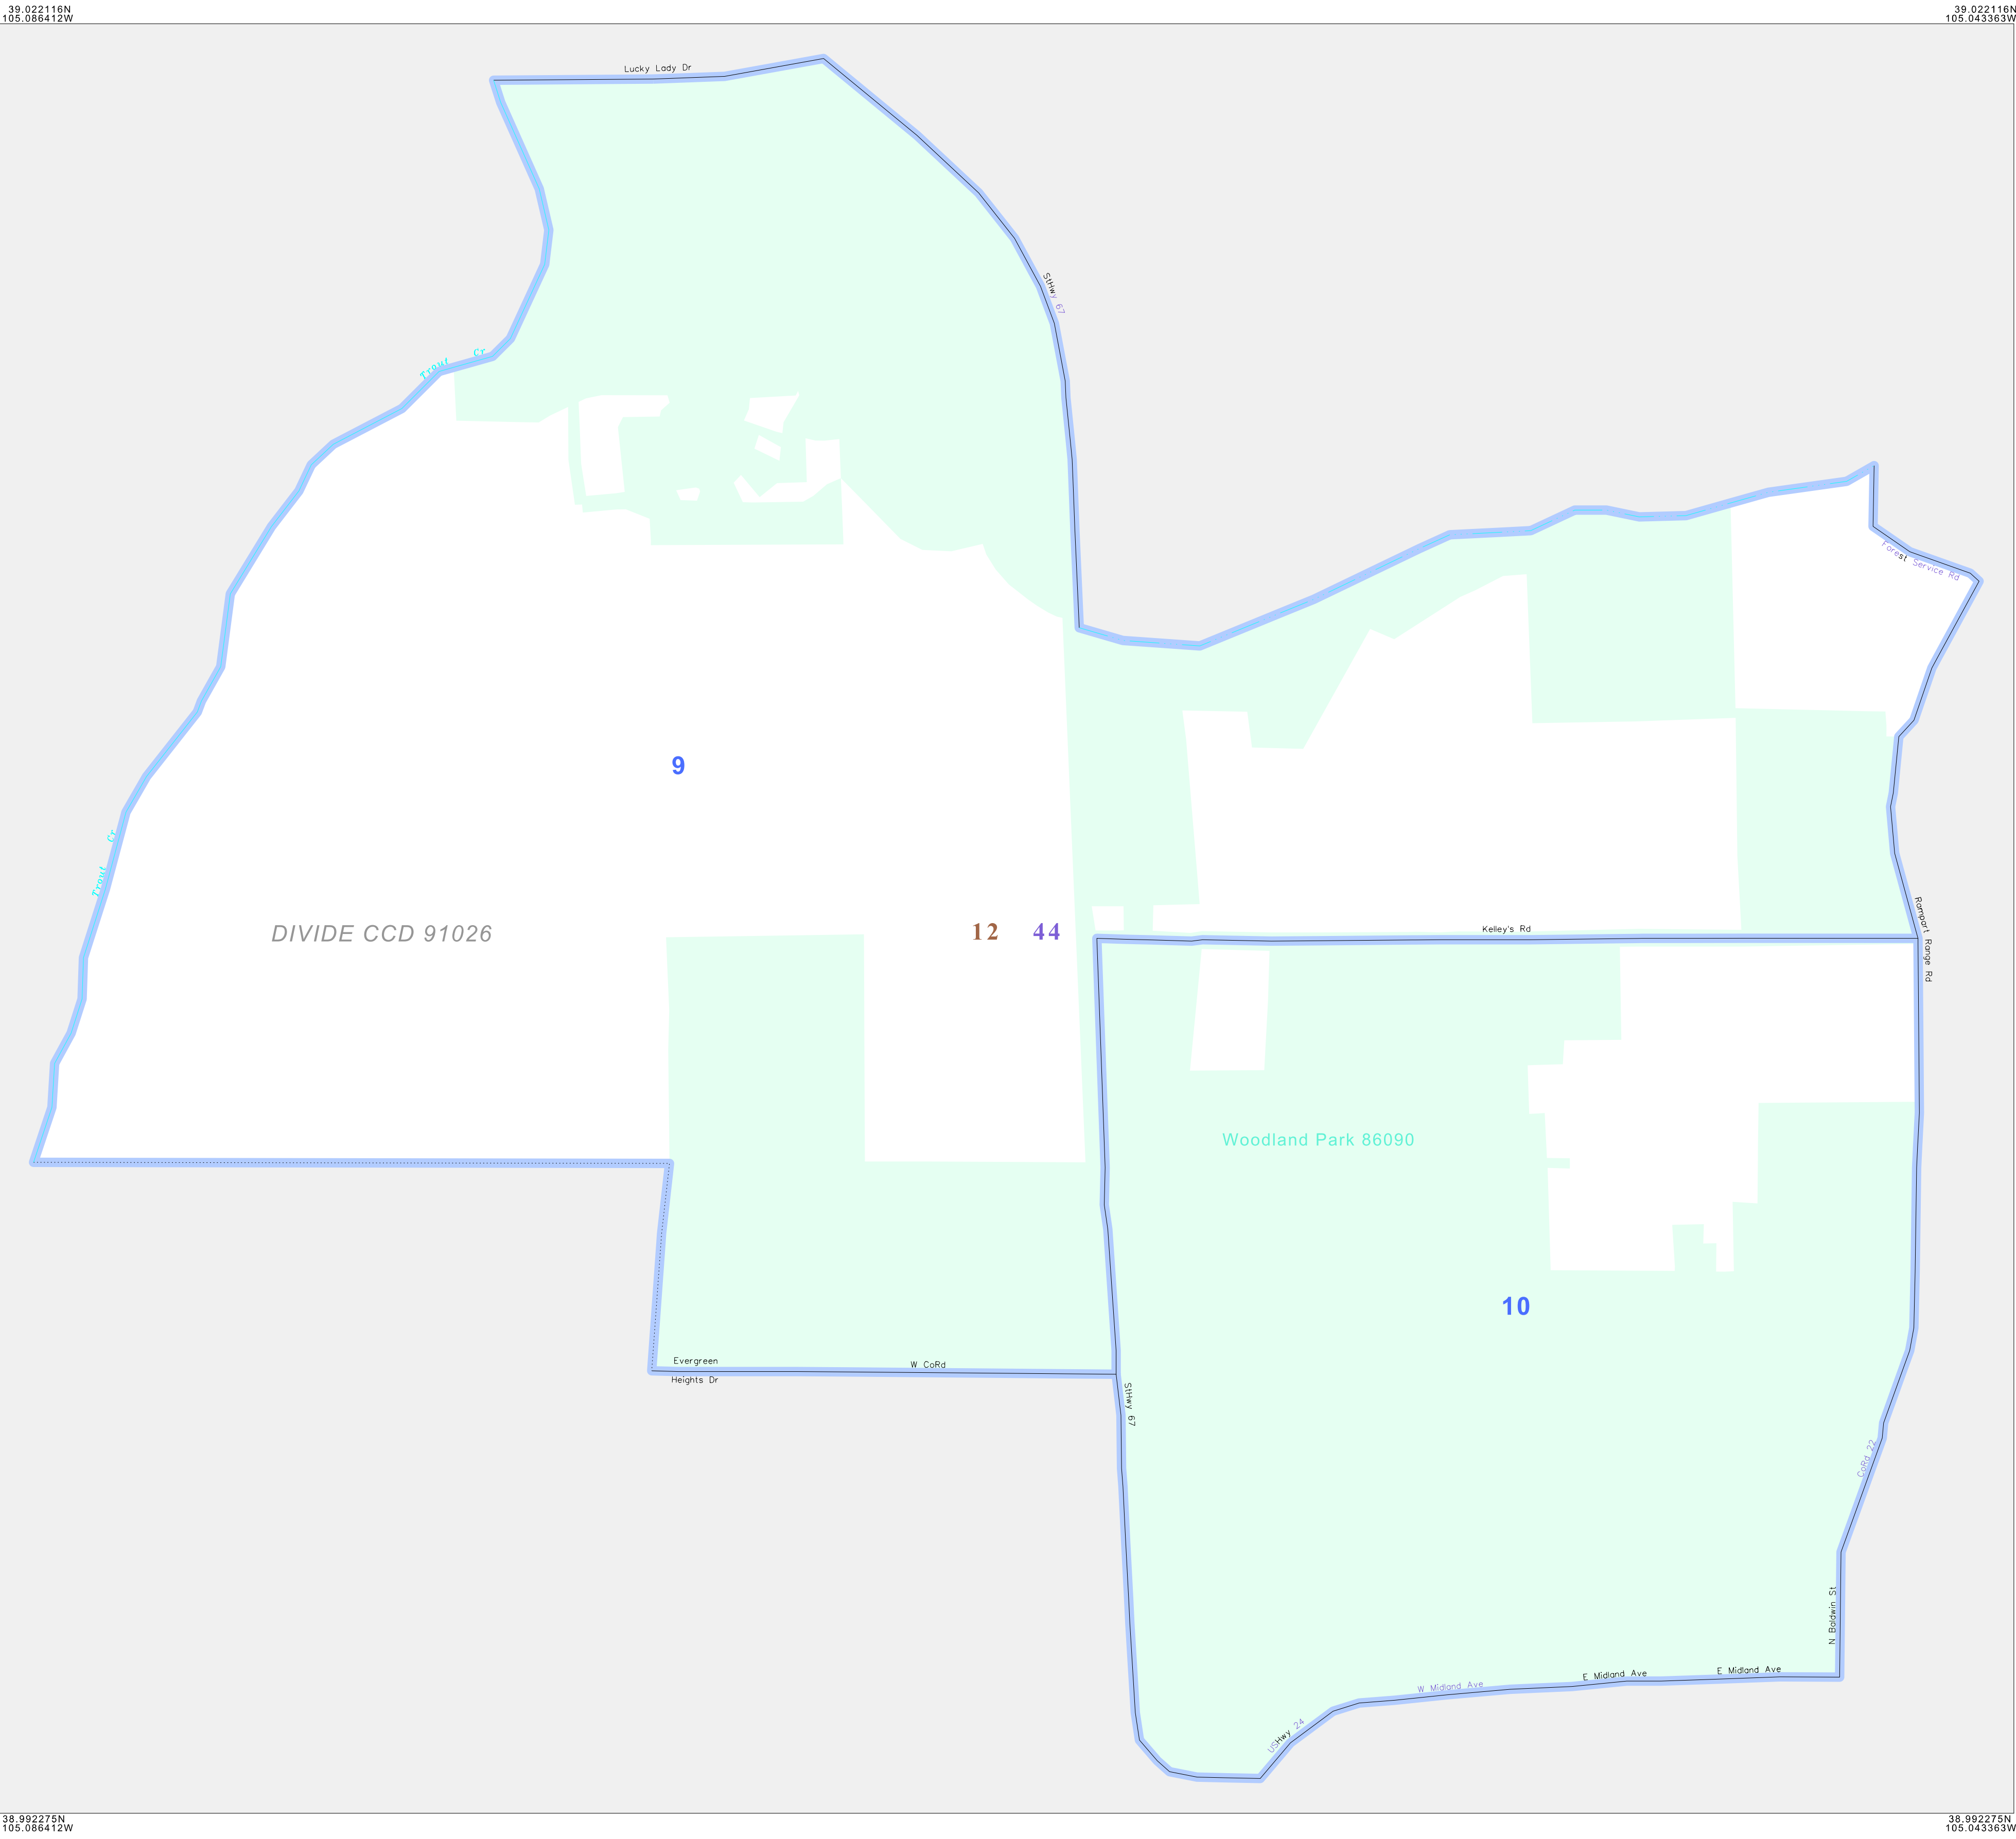 39.022116N
105.086412W
39.022116N
105.043363W
Lucky Lady Dr
StHwy 67
Trout Cr
Forest Service Rd
9
Trout Cr
DIVIDE CCD 91026
12 44
Kelley's Rd
Rampart Range Rd
Woodland Park 86090
10
Evergreen
Heights Dr
W CoRd
StHwy 67
CoRd 22
N Baldwin St
E Midland Ave
E Midland Ave
W Midland Ave
USHwy 24
38.992275N
105.086412W
38.992275N
105.043363W